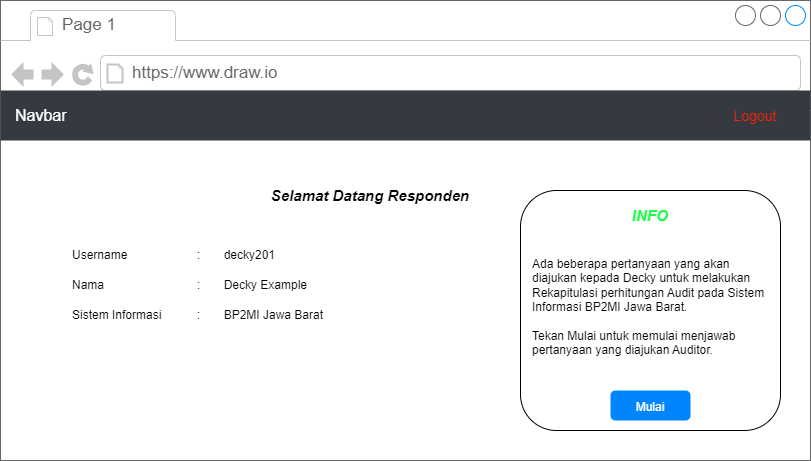 Page 1
https://www.draw.io
Navbar
Logout
Selamat Datang Responden
Username : decky201
Nama : Decky Example
Sistem Informasi : BP2MI Jawa Barat
INFO
Ada beberapa pertanyaan yang akan
diajukan kepada Decky untuk melakukan
Rekapitulasi perhitungan Audit pada Sistem
Informasi BP2MI Jawa Barat.
Tekan Mulai untuk memulai menjawab
pertanyaan yang diajukan Auditor.
Mulai